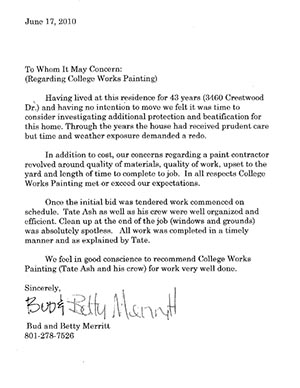 June 17, 2010
To Whom It May Concern:
(Regarding College Works Painting)
Having lived at this residence for 43 years (3460 Crestwood
Dr.) and having no intention to move we felt it was time to
consider investigating additional protection and beatification for
this home. Through the years the house had received prudent care
but time and weather exposure demanded a redo.
In addition to cost, our concerns regarding a paint contractor
revolved around quality of materials, quality of work, upset to the
yard and length of time to complete to job. In all respects College
Works Painting met or exceed our expectations.
Once the initial bid was tendered work commenced on
schedule. Tate Ash as well as his crew were well organized and
efficient. Clean up at the end of the job (windows and grounds)
was absolutely spotless. All work was completed in a timely
manner and as explained by Tate.
We feel in good conscience to recommend College Works
Painting (Tate Ash and his crew) for work very well done.
Sincerely,
Bud & Betty Merritt
Bud and Betty Merritt
801-278-7526